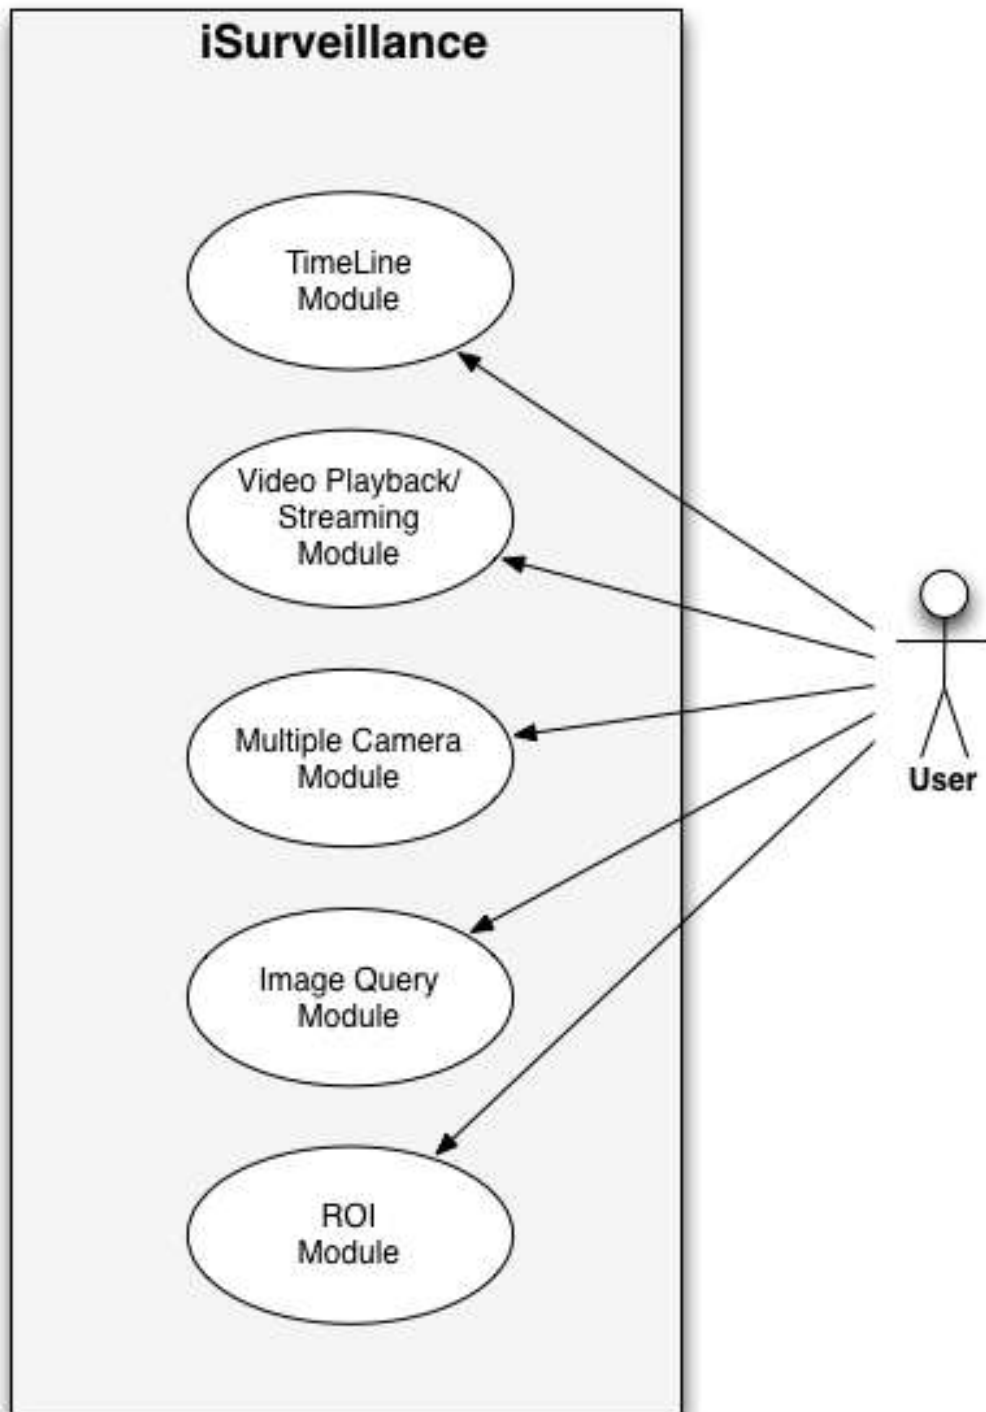 iSurveillance
TimeLine
Module
Video Playback/
Streaming
Module
Multiple Camera
Module
User
Image Query
Module
ROI
Module